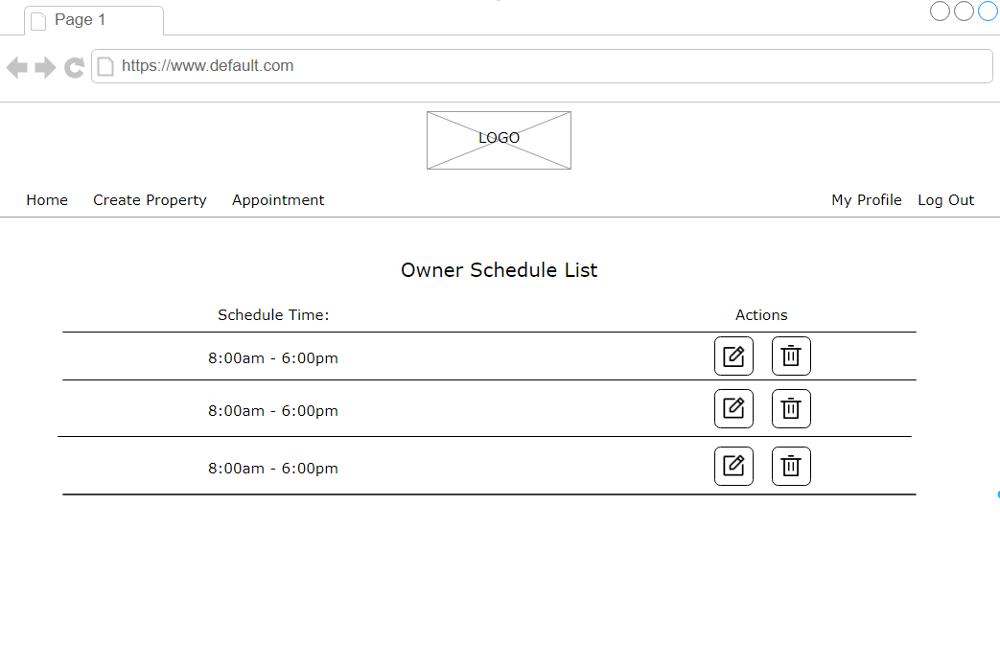 Page 1
https://www.default.com
LOGO
Home Create Property Appointment My Profile Log Out
Owner Schedule List
Schedule Time: Actions
8:00am - 6:00pm
8:00am - 6:00pm
8:00am - 6:00pm